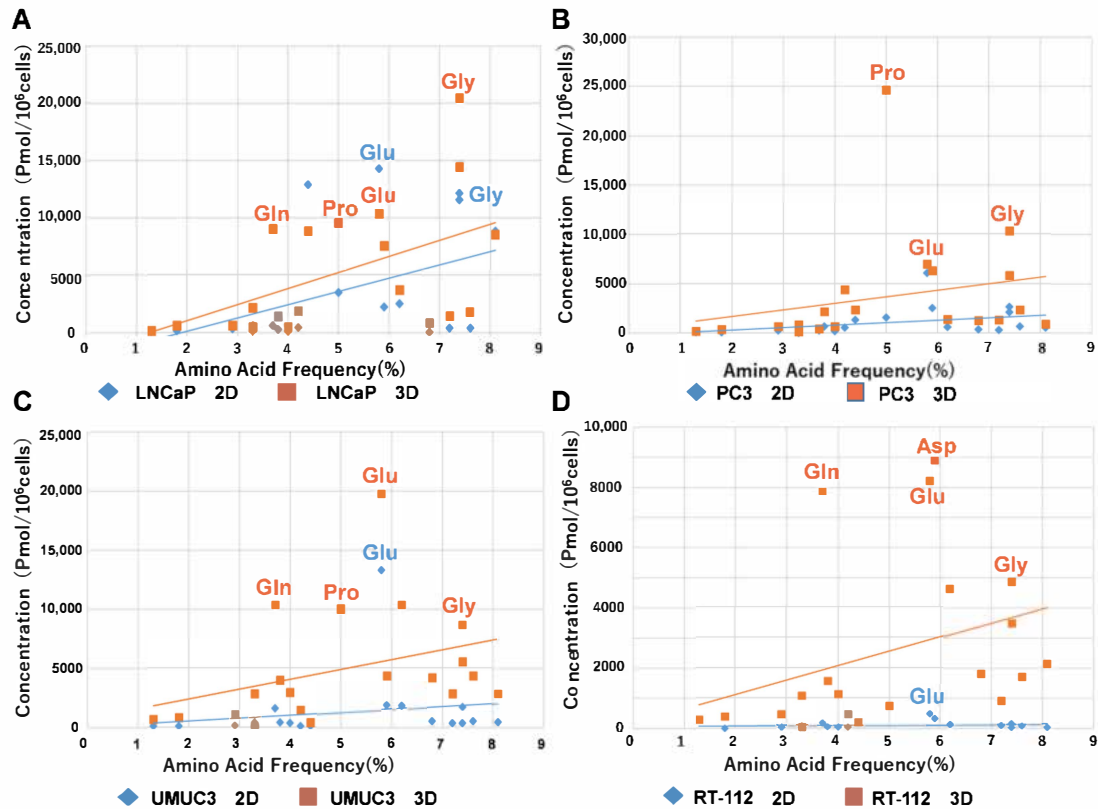 A
Concentration (Pmol/10⁶cells)
25,000
20,000
15,000
10,000
5000
0
Gly
Glu
Gln
Pro
Glu
Gly
0 1 2 3 4 5 6 7 8 9
Amino Acid Frequency(%)
LNCaP 2D LNCaP 3D
B
Concentration (Pmol/10⁶cells)
30,000
25,000
20,000
15,000
10,000
5000
0
Pro
Glu
Gly
0 1 2 3 4 5 6 7 8 9
Amino Acid Frequency(%)
PC3 2D PC3 3D
C
Concentration (Pmol/10⁶cells)
25,000
20,000
15,000
10,000
5000
0
Glu
Glu
Gln
Pro
Gly
0 1 2 3 4 5 6 7 8 9
Amino Acid Frequency(%)
UMUC3 2D UMUC3 3D
D
Concentration (Pmol/10⁶cells)
10,000
8000
6000
4000
2000
0
Asp
Gln
Glu
Gly
Glu
0 1 2 3 4 5 6 7 8 9
Amino Acid Frequency(%)
RT-112 2D RT-112 3D